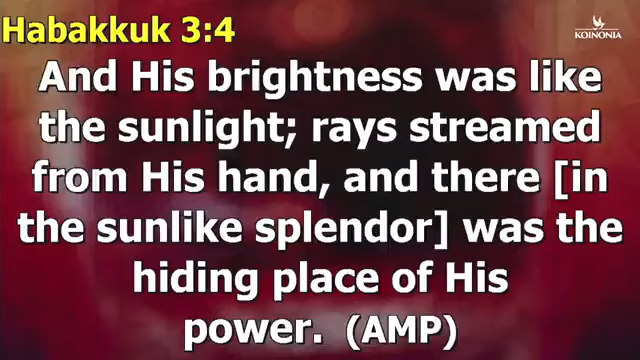 Habakkuk 3:4
KOINONIA
And His brightness was like
the sunlight; rays streamed
from His hand, and there [in
the sunlike splendor] was the
hiding place of His
power. (AMP)